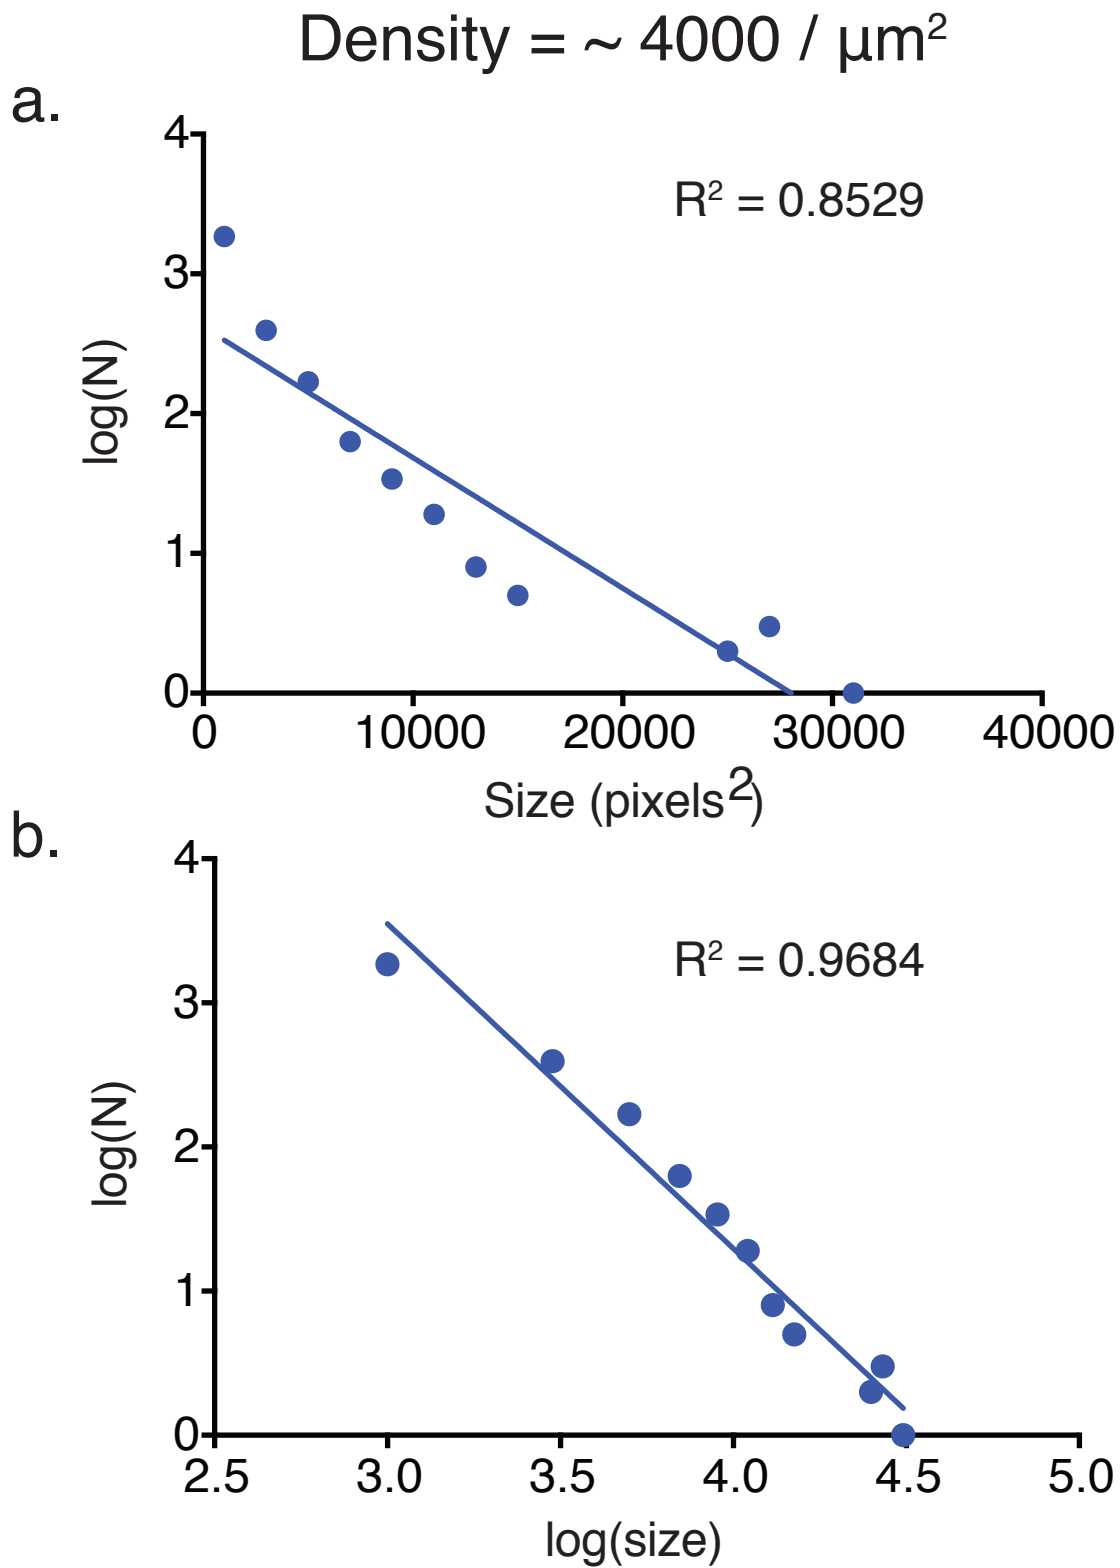 Density = ~ 4000 / µm²
a.
4
R² = 0.8529
3
log(N)
2
1
0
0 10000 20000 30000 40000
Size (pixels²)
b.
4
R² = 0.9684
3
log(N)
2
1
0
2.5 3.0 3.5 4.0 4.5 5.0
log(size)